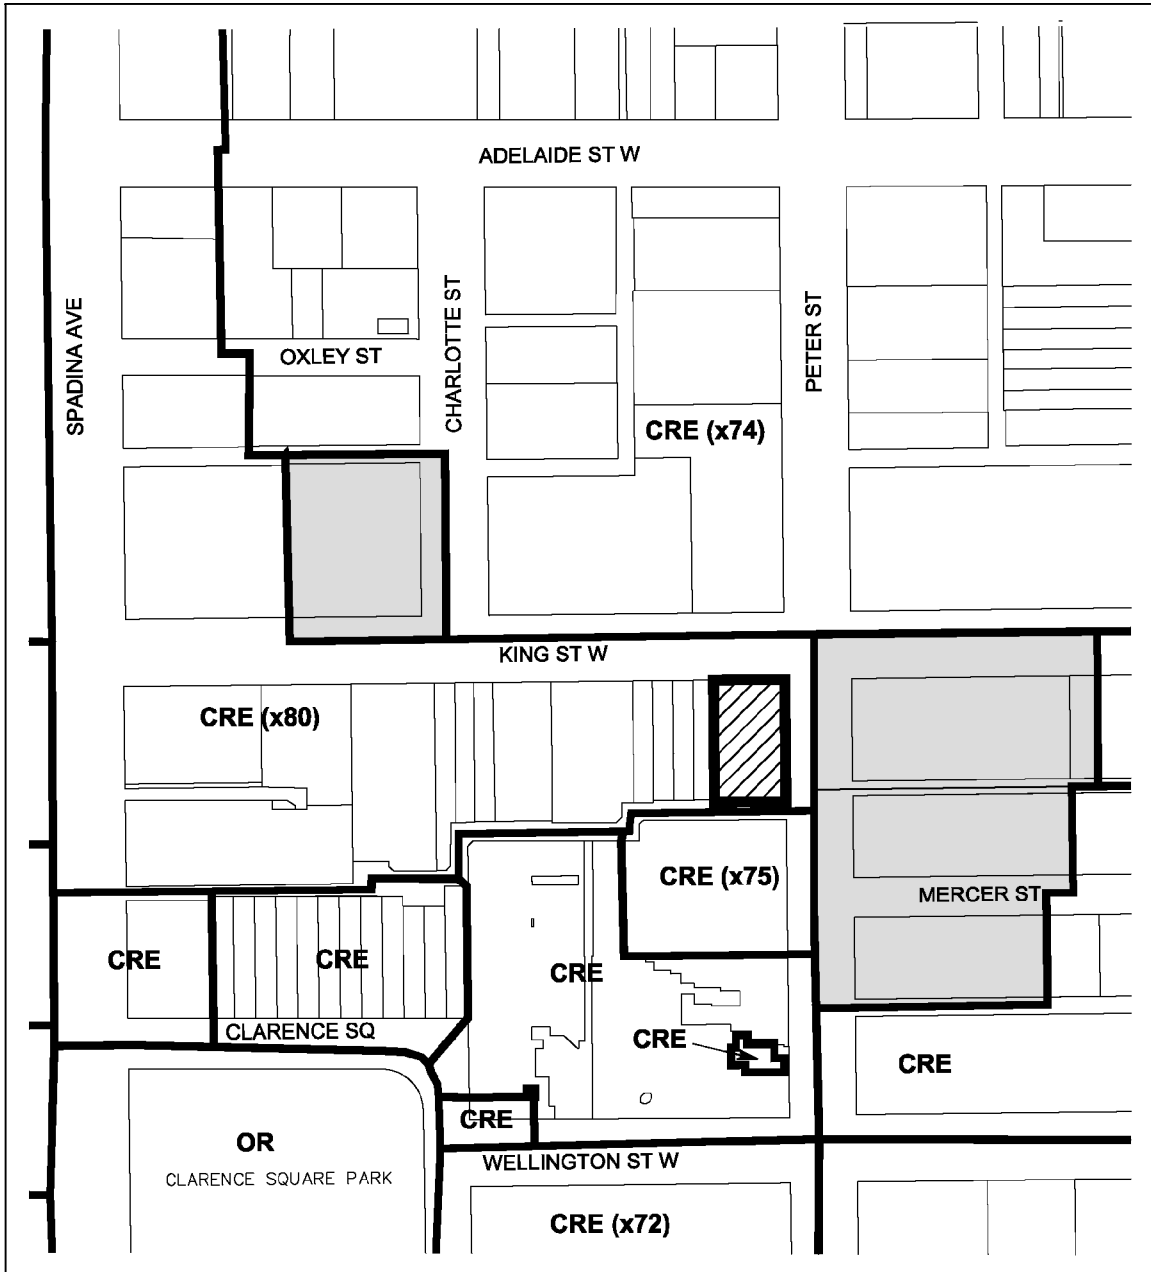 ADELAIDE ST W
SPADINA AVE
CHARLOTTE ST
PETER ST
OXLEY ST
CRE (x74)
KING ST W
CRE (x80)
CRE (x75)
MERCER ST
CRE
CRE
CRE
CLARENCE SQ
CRE
CRE
CRE
OR
WELLINGTON ST W
CLARENCE SQUARE PARK
CRE (x72)